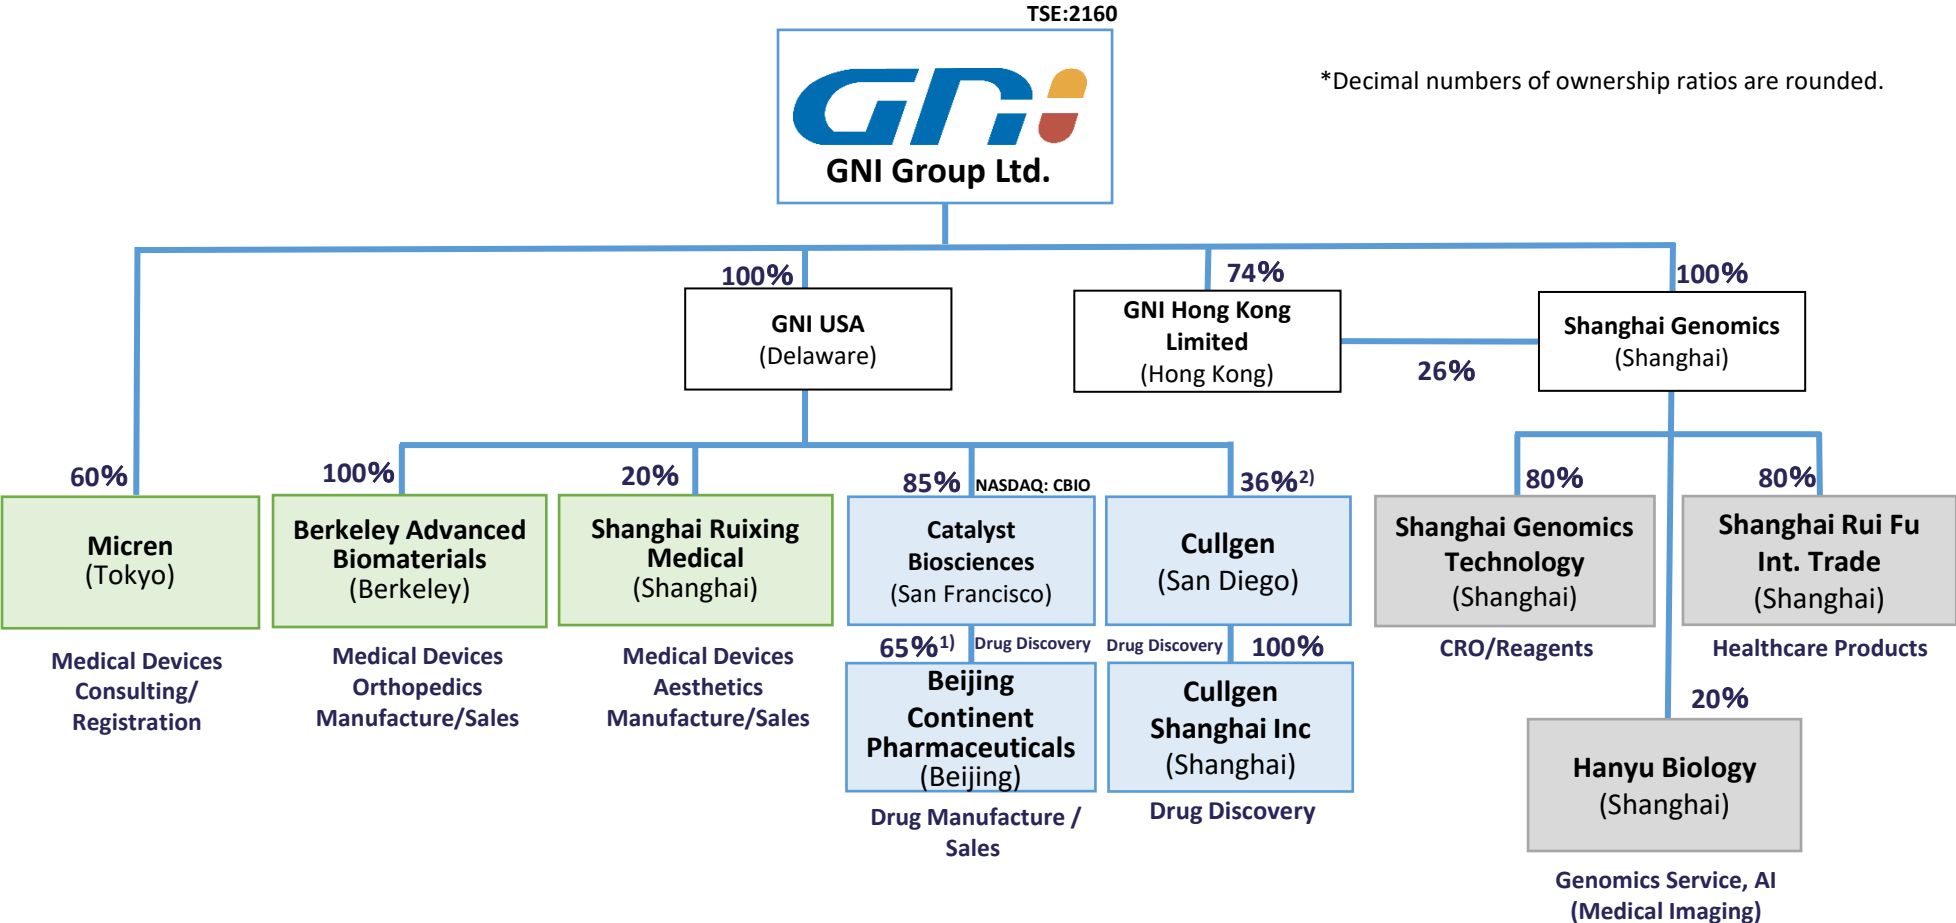 TSE:2160
GNI
GNI Group Ltd.
*Decimal numbers of ownership ratios are rounded.
100%
74%
100%
GNI USA
(Delaware)
GNI Hong Kong
Limited
(Hong Kong)
26%
Shanghai Genomics
(Shanghai)
60%
Micren
(Tokyo)
Medical Devices
Consulting/
Registration
100%
Berkeley Advanced
Biomaterials
(Berkeley)
Medical Devices
Orthopedics
Manufacture/Sales
20%
Shanghai Ruixing
Medical
(Shanghai)
Medical Devices
Aesthetics
Manufacture/Sales
85%
NASDAQ: CBIO
Catalyst
Biosciences
(San Francisco)
65%1)
Drug Discovery
Beijing
Continent
Pharmaceuticals
(Beijing)
Drug Manufacture /
Sales
36%2)
Cullgen
(San Diego)
Drug Discovery
100%
Cullgen
Shanghai Inc
(Shanghai)
Drug Discovery
80%
Shanghai Genomics
Technology
(Shanghai)
CRO/Reagents
80%
Shanghai Rui Fu
Int. Trade
(Shanghai)
Healthcare Products
20%
Hanyu Biology
(Shanghai)
Genomics Service, AI
(Medical Imaging)